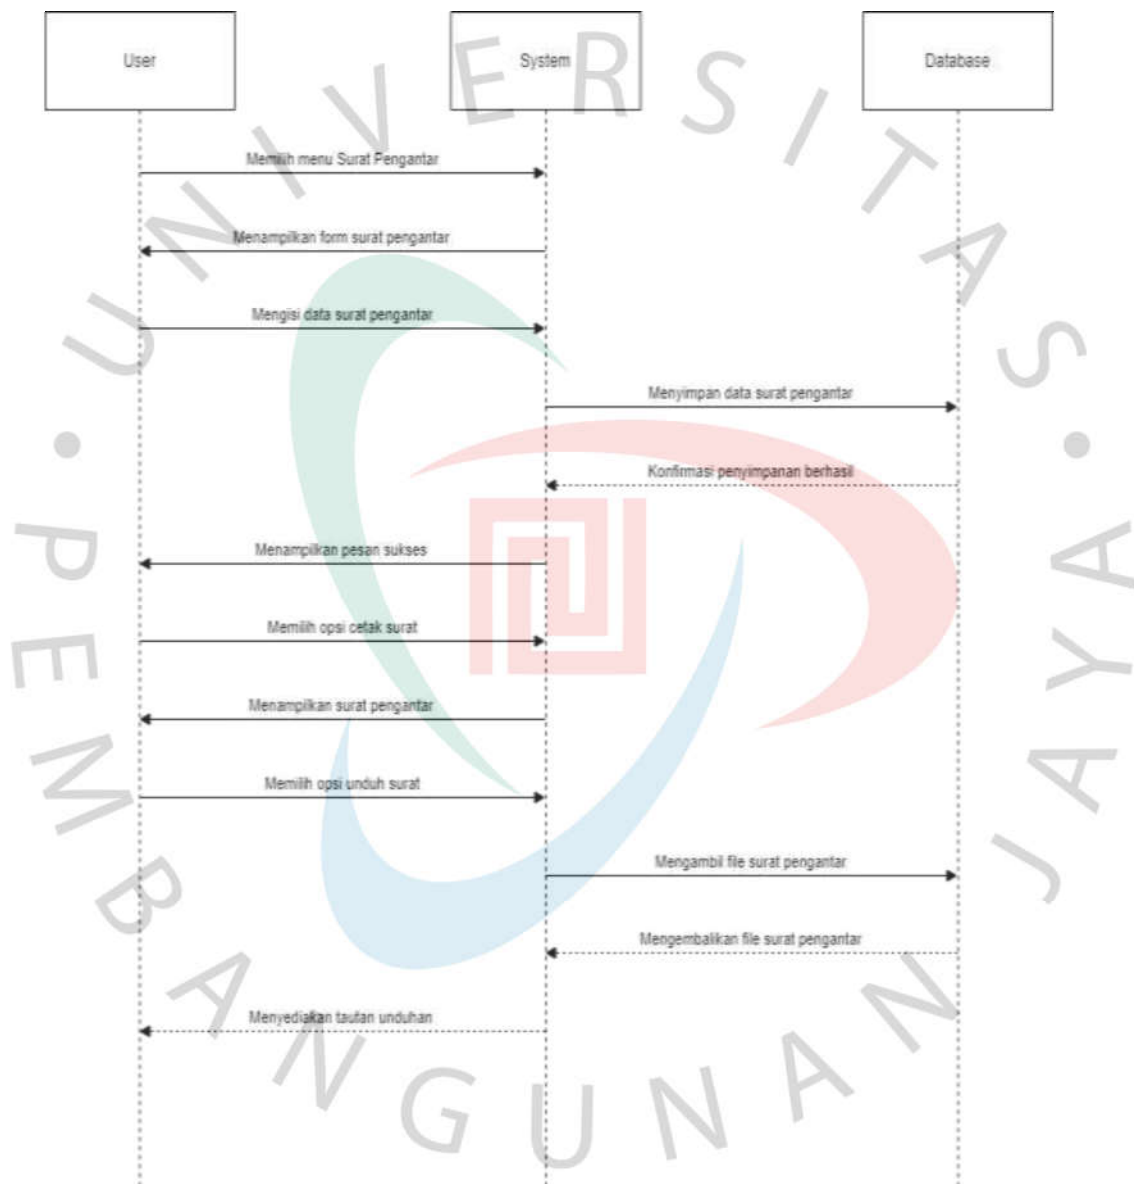 User
System
Database
Memilih menu Surat Pengantar
Menampilkan form surat pengantar
Mengisi data surat pengantar
Menyimpan data surat pengantar
Konfirmasi penyimpanan berhasil
Menampilkan pesan sukses
Memilih opsi cetak surat
Menampilkan surat pengantar
Memilih opsi unduh surat
Mengambil file surat pengantar
Mengembalikan file surat pengantar
Menyediakan tautan unduhan
UNIVERSITAS
PEMBANGUNAN JAYA